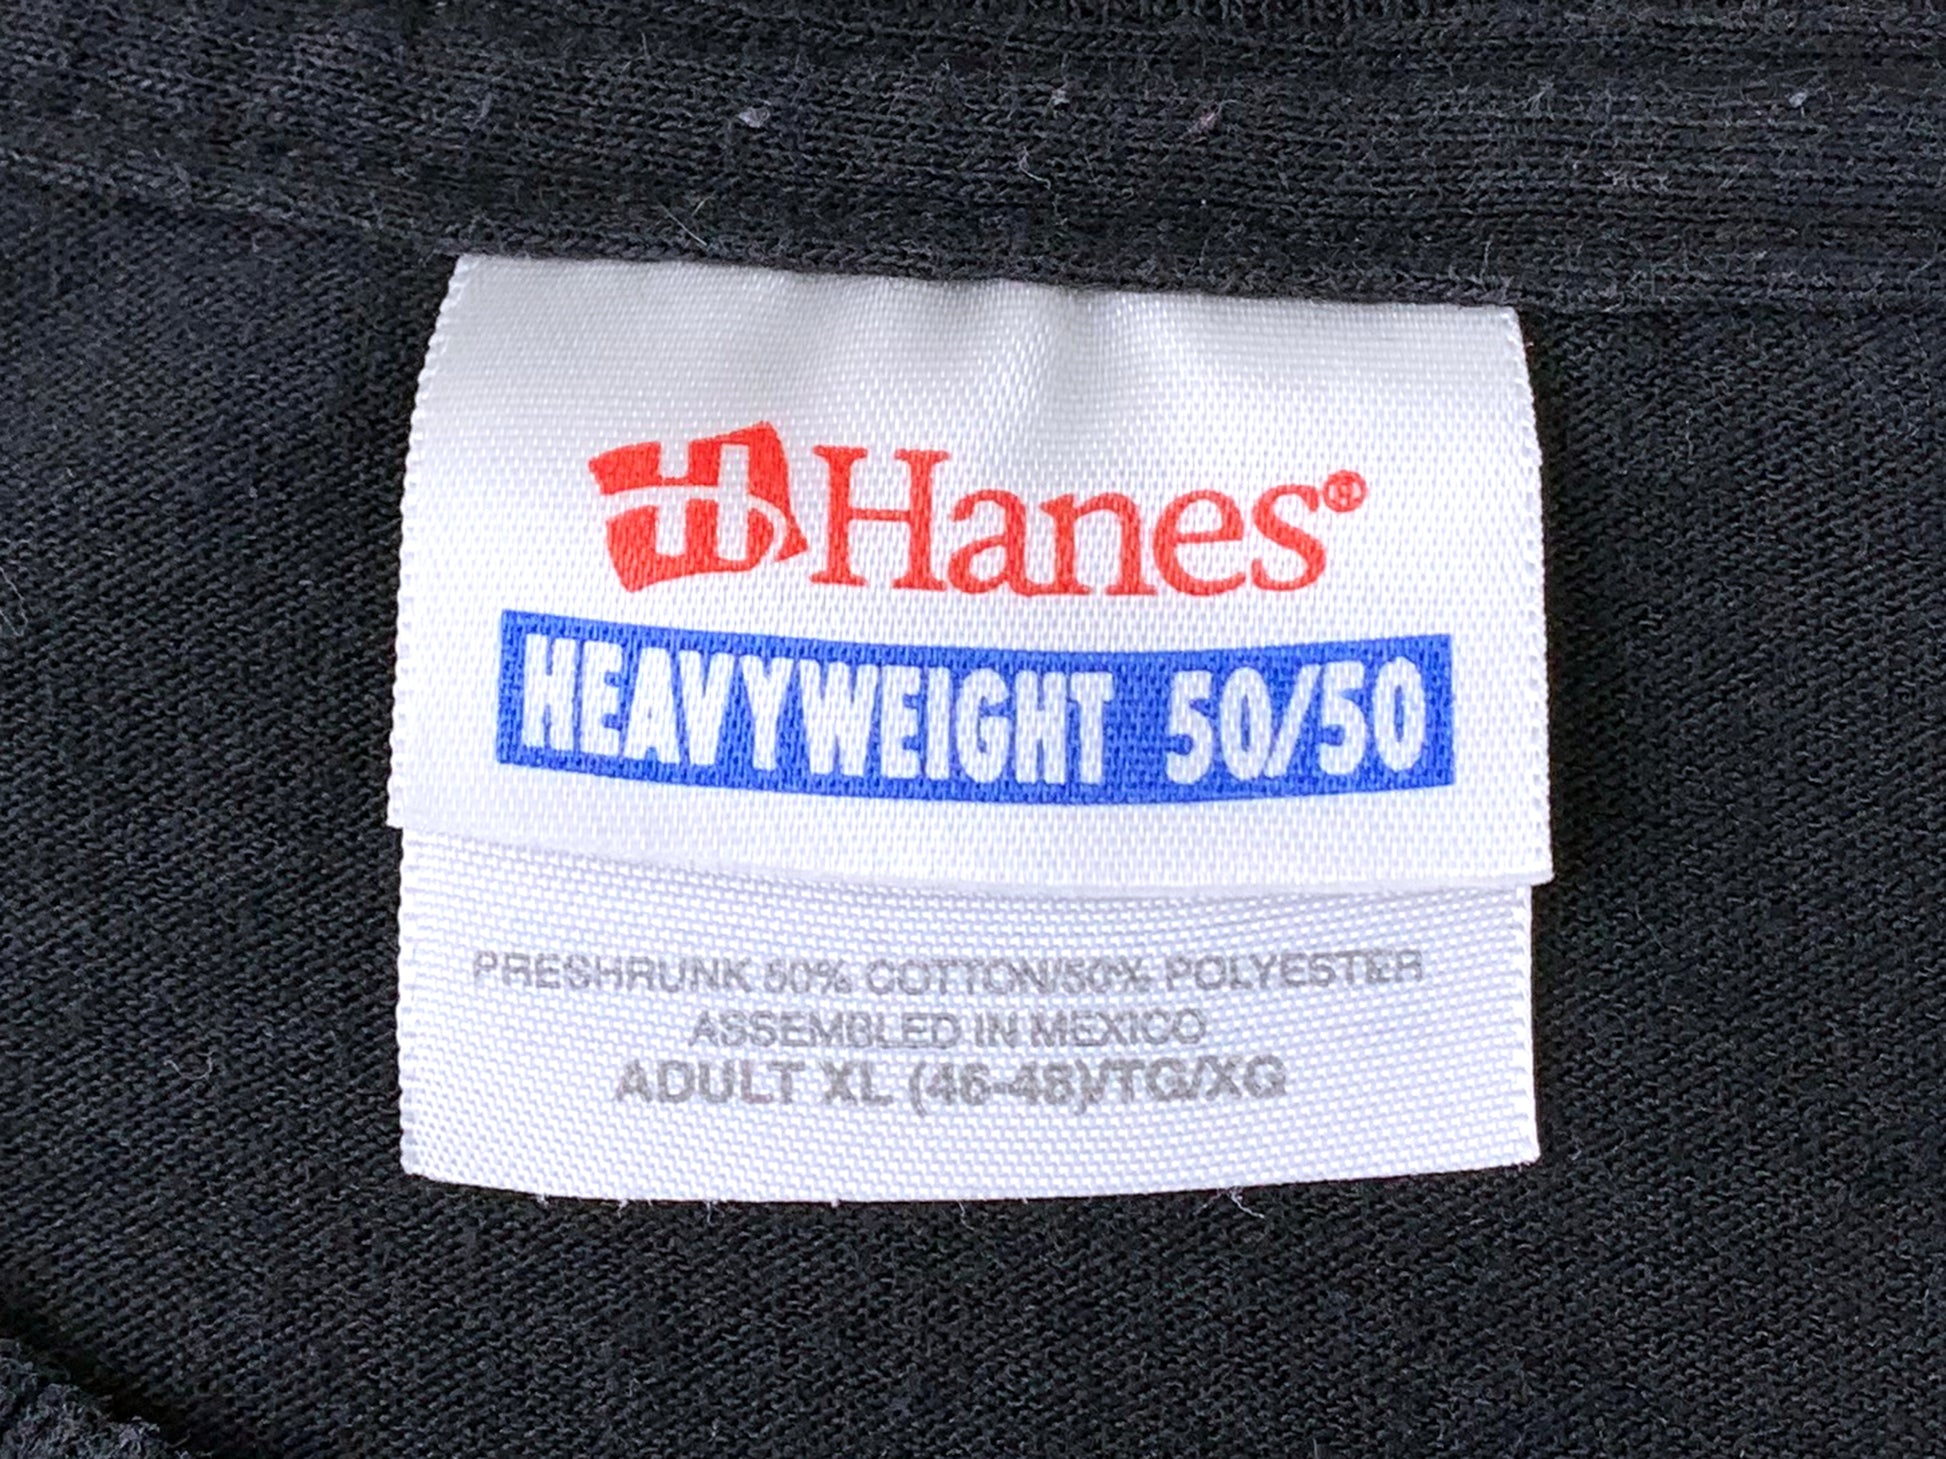 Hanes®
HEAVYWEIGHT 50/50
PRESHRUNK 50% COTTON/50% POLYESTER
ASSEMBLED IN MEXICO
ADULT XL (46-48)/TG/XG